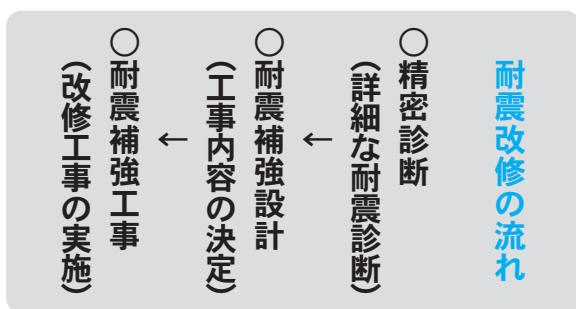 耐震改修の流れ
○精密診断
(詳細な耐震診断)
←
○耐震補強設計
(工事内容の決定)
←
○耐震補強工事
(改修工事の実施)